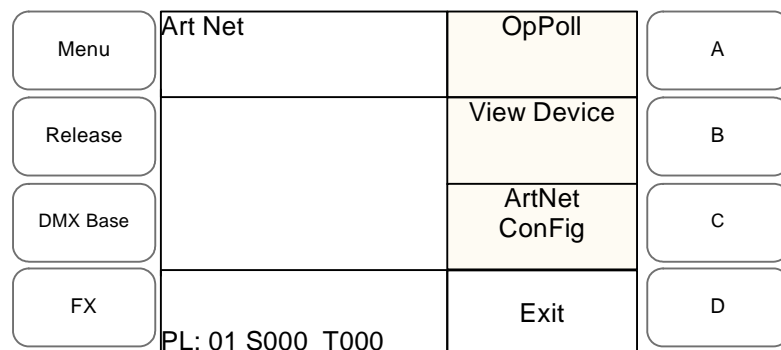 Menu
Art Net
OpPoll
A
Release
View Device
B
DMX Base
ArtNet
ConFig
C
FX
PL: 01 S000 T000
Exit
D